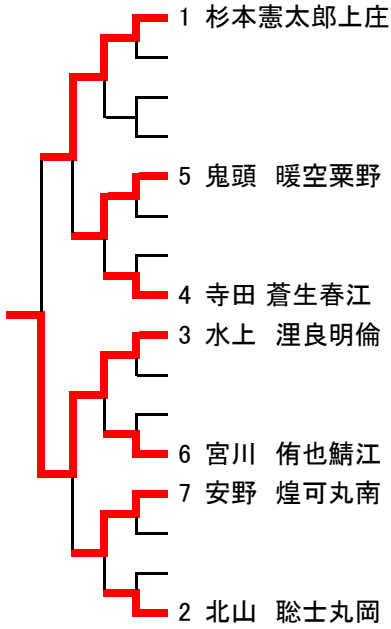 1 杉本憲太郎上庄
5 鬼頭 暖空粟野
4 寺田 蒼生春江
3 水上 浬良明倫
6 宮川 侑也鯖江
7 安野 煌可丸南
2 北山 聡士丸岡